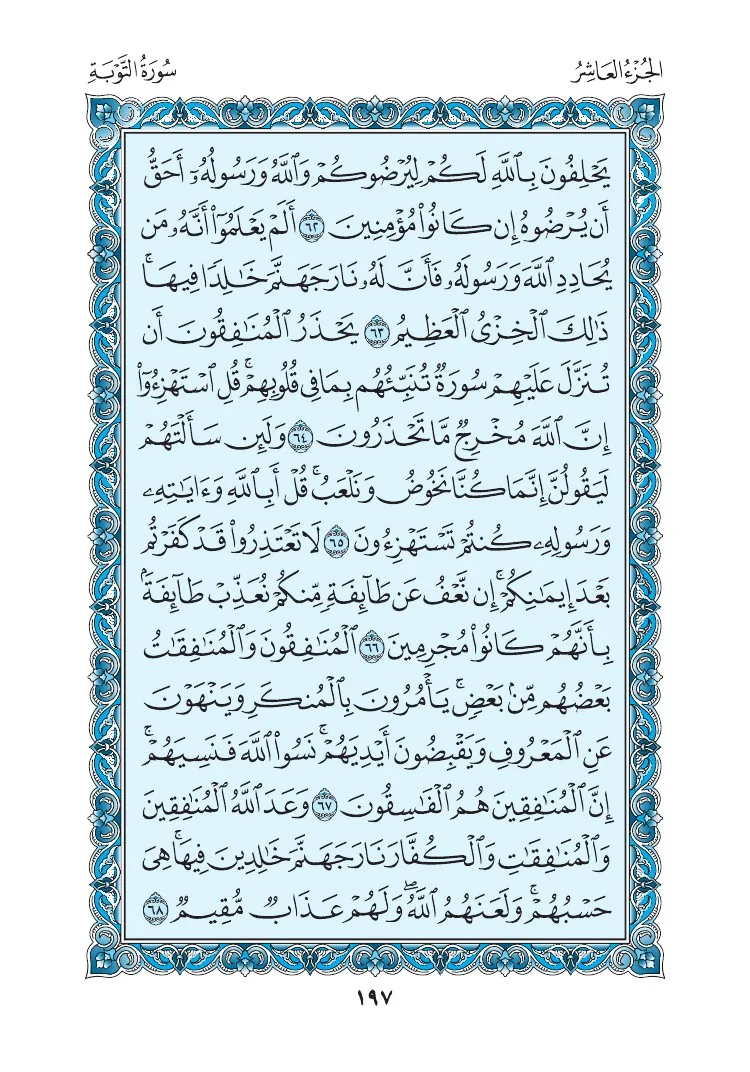 الجُزْءُ العَاشِرُ
سُورَةُ التَّوْبَةِ
يَحْلِفُونَ بِٱللَّهِ لَكُمْ لِيُرْضُوكُمْ وَٱللَّهُ وَرَسُولُهُۥٓ أَحَقُّ
أَن يُرْضُوهُ إِن كَانُوا۟ مُؤْمِنِينَ ٦٢ أَلَمْ يَعْلَمُوٓا۟ أَنَّهُۥ مَن
يُحَادِدِ ٱللَّهَ وَرَسُولَهُۥ فَأَنَّ لَهُۥ نَارَ جَهَنَّمَ خَٰلِدًا فِيهَا ۚ
ذَٰلِكَ ٱلْخِزْىُ ٱلْعَظِيمُ ٦٣ يَحْذَرُ ٱلْمُنَٰفِقُونَ أَن
تُنَزَّلَ عَلَيْهِمْ سُورَةٌ تُنَبِّئُهُم بِمَا فِى قُلُوبِهِمْ ۚ قُلِ ٱسْتَهْزِءُوٓا۟
إِنَّ ٱللَّهَ مُخْرِجٌ مَّا تَحْذَرُونَ ٦٤ وَلَئِن سَأَلْتَهُمْ
لَيَقُولُنَّ إِنَّمَا كُنَّا نَخُوضُ وَنَلْعَبُ ۚ قُلْ أَبِٱللَّهِ وَءَايَٰتِهِۦ
وَرَسُولِهِۦ كُنتُمْ تَسْتَهْزِءُونَ ٦٥ لَا تَعْتَذِرُوا۟ قَدْ كَفَرْتُم
بَعْدَ إِيمَٰنِكُمْ ۚ إِن نَّعْفُ عَن طَآئِفَةٍ مِّنكُمْ نُعَذِّبْ طَآئِفَةًۢ
بِأَنَّهُمْ كَانُوا۟ مُجْرِمِينَ ٦٦ ٱلْمُنَٰفِقُونَ وَٱلْمُنَٰفِقَٰتُ
بَعْضُهُم مِّنۢ بَعْضٍ ۚ يَأْمُرُونَ بِٱلْمُنكَرِ وَيَنْهَوْنَ
عَنِ ٱلْمَعْرُوفِ وَيَقْبِضُونَ أَيْدِيَهُمْ ۚ نَسُوا۟ ٱللَّهَ فَنَسِيَهُمْ ۗ
إِنَّ ٱلْمُنَٰفِقِينَ هُمُ ٱلْفَٰسِقُونَ ٦٧ وَعَدَ ٱللَّهُ ٱلْمُنَٰفِقِينَ
وَٱلْمُنَٰفِقَٰتِ وَٱلْكُفَّارَ نَارَ جَهَنَّمَ خَٰلِدِينَ فِيهَا ۚ هِىَ
حَسْبُهُمْ ۚ وَلَعَنَهُمُ ٱللَّهُ ۖ وَلَهُمْ عَذَابٌ مُّقِيمٌ ٦٨
١٩٧